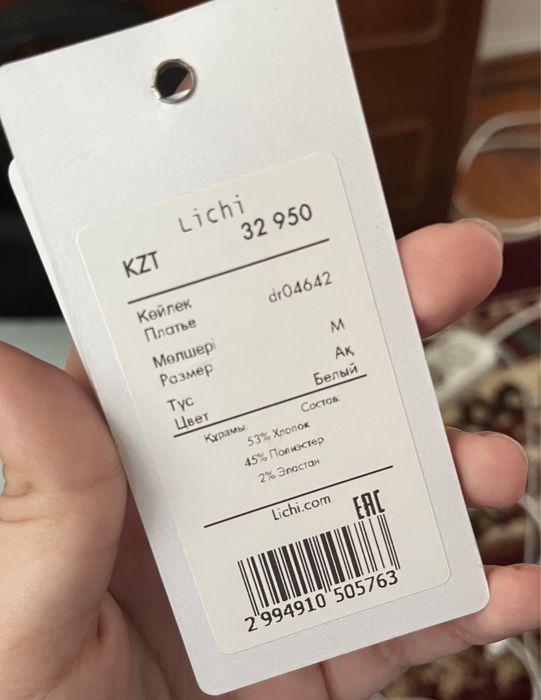 Lichi
KZT 32 950
Көйлек dr04642
Платье
Мөлшері M
Размер
Түс Ақ
Цвет Белый
Құрамы: Состав:
53% Хлопок
45% Полиэстер
2% Эластан
Lichi.com EAC
2 994910 505763